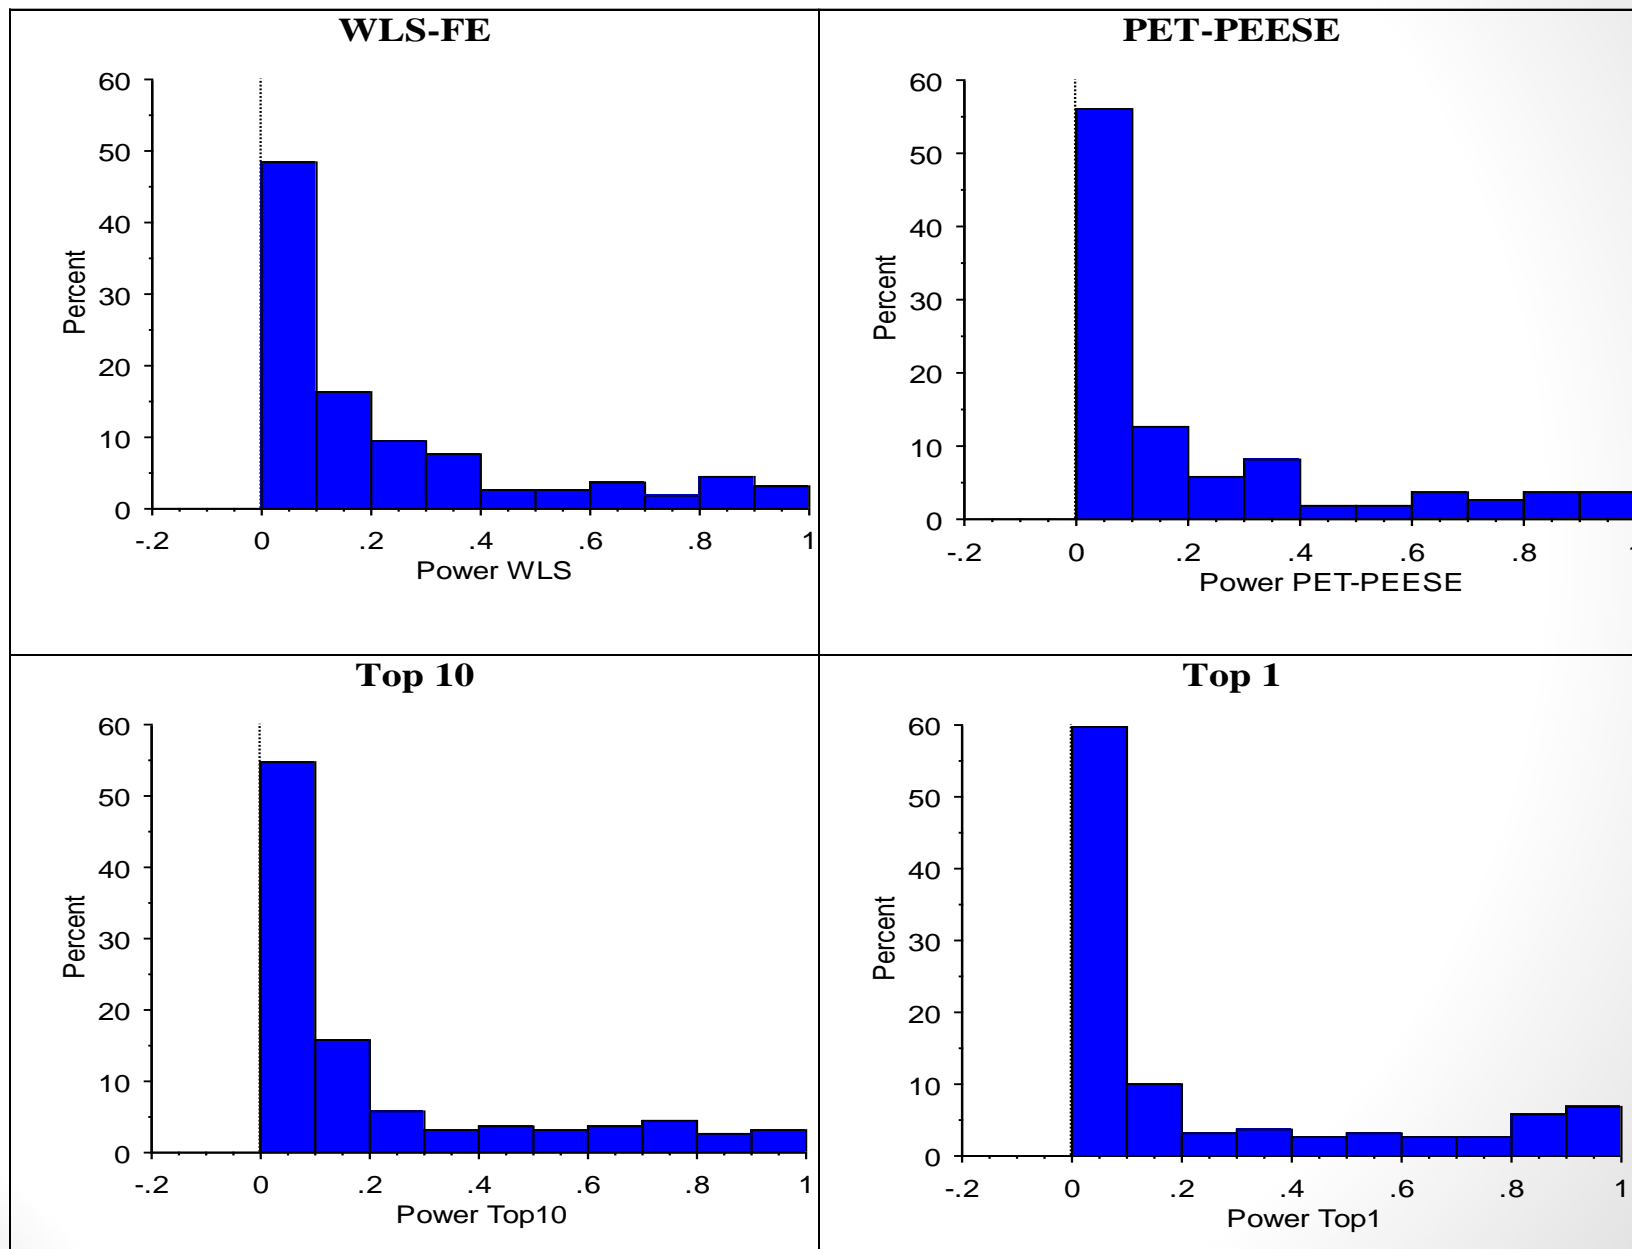 WLS-FE
60
50
40
30
20
10
0
Percent
-.2 0 .2 .4 .6 .8 1
Power WLS
PET-PEESE
60
50
40
30
20
10
0
Percent
-.2 0 .2 .4 .6 .8 1
Power PET-PEESE
Top 10
60
50
40
30
20
10
0
Percent
-.2 0 .2 .4 .6 .8 1
Power Top10
Top 1
60
50
40
30
20
10
0
Percent
-.2 0 .2 .4 .6 .8 1
Power Top1